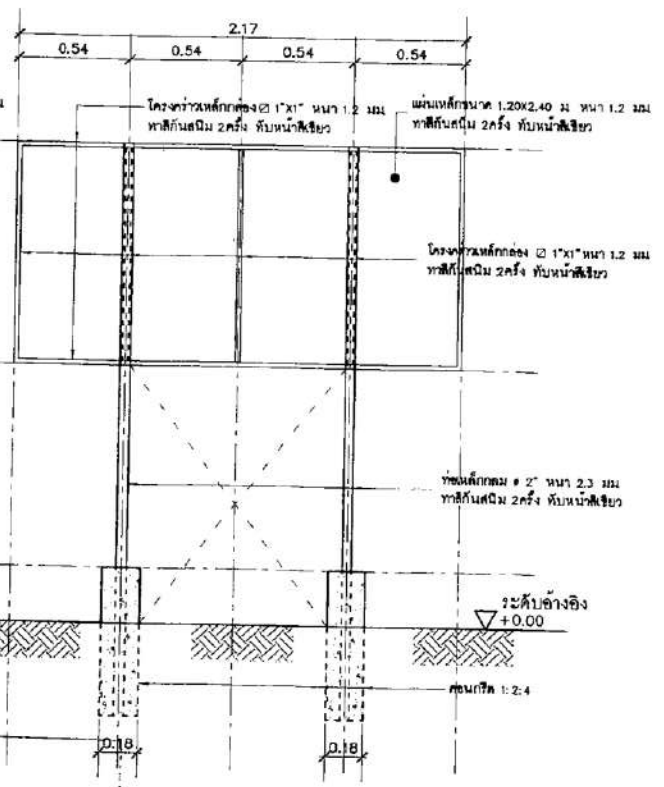 2.17
0.54 0.54 0.54 0.54
โครงคร่าวเหล็กกล่อง ⌀ 1"X1" หนา 1.2 มม
ทาสีกันสนิม 2ครั้ง ทับหน้าสีเขียว
แผ่นเหล็กขนาด 1.20X2.40 ม หนา 1.2 มม
ทาสีกันสนิม 2ครั้ง ทับหน้าสีเขียว
โครงคร่าวเหล็กกล่อง ⌀ 1"X1" หนา 1.2 มม
ทาสีกันสนิม 2ครั้ง ทับหน้าสีเขียว
ท่อเหล็กกลม ø 2" หนา 2.3 มม
ทาสีกันสนิม 2ครั้ง ทับหน้าสีเขียว
ระดับอ้างอิง
+0.00
คอนกรีต 1:2:4
0.18 0.18